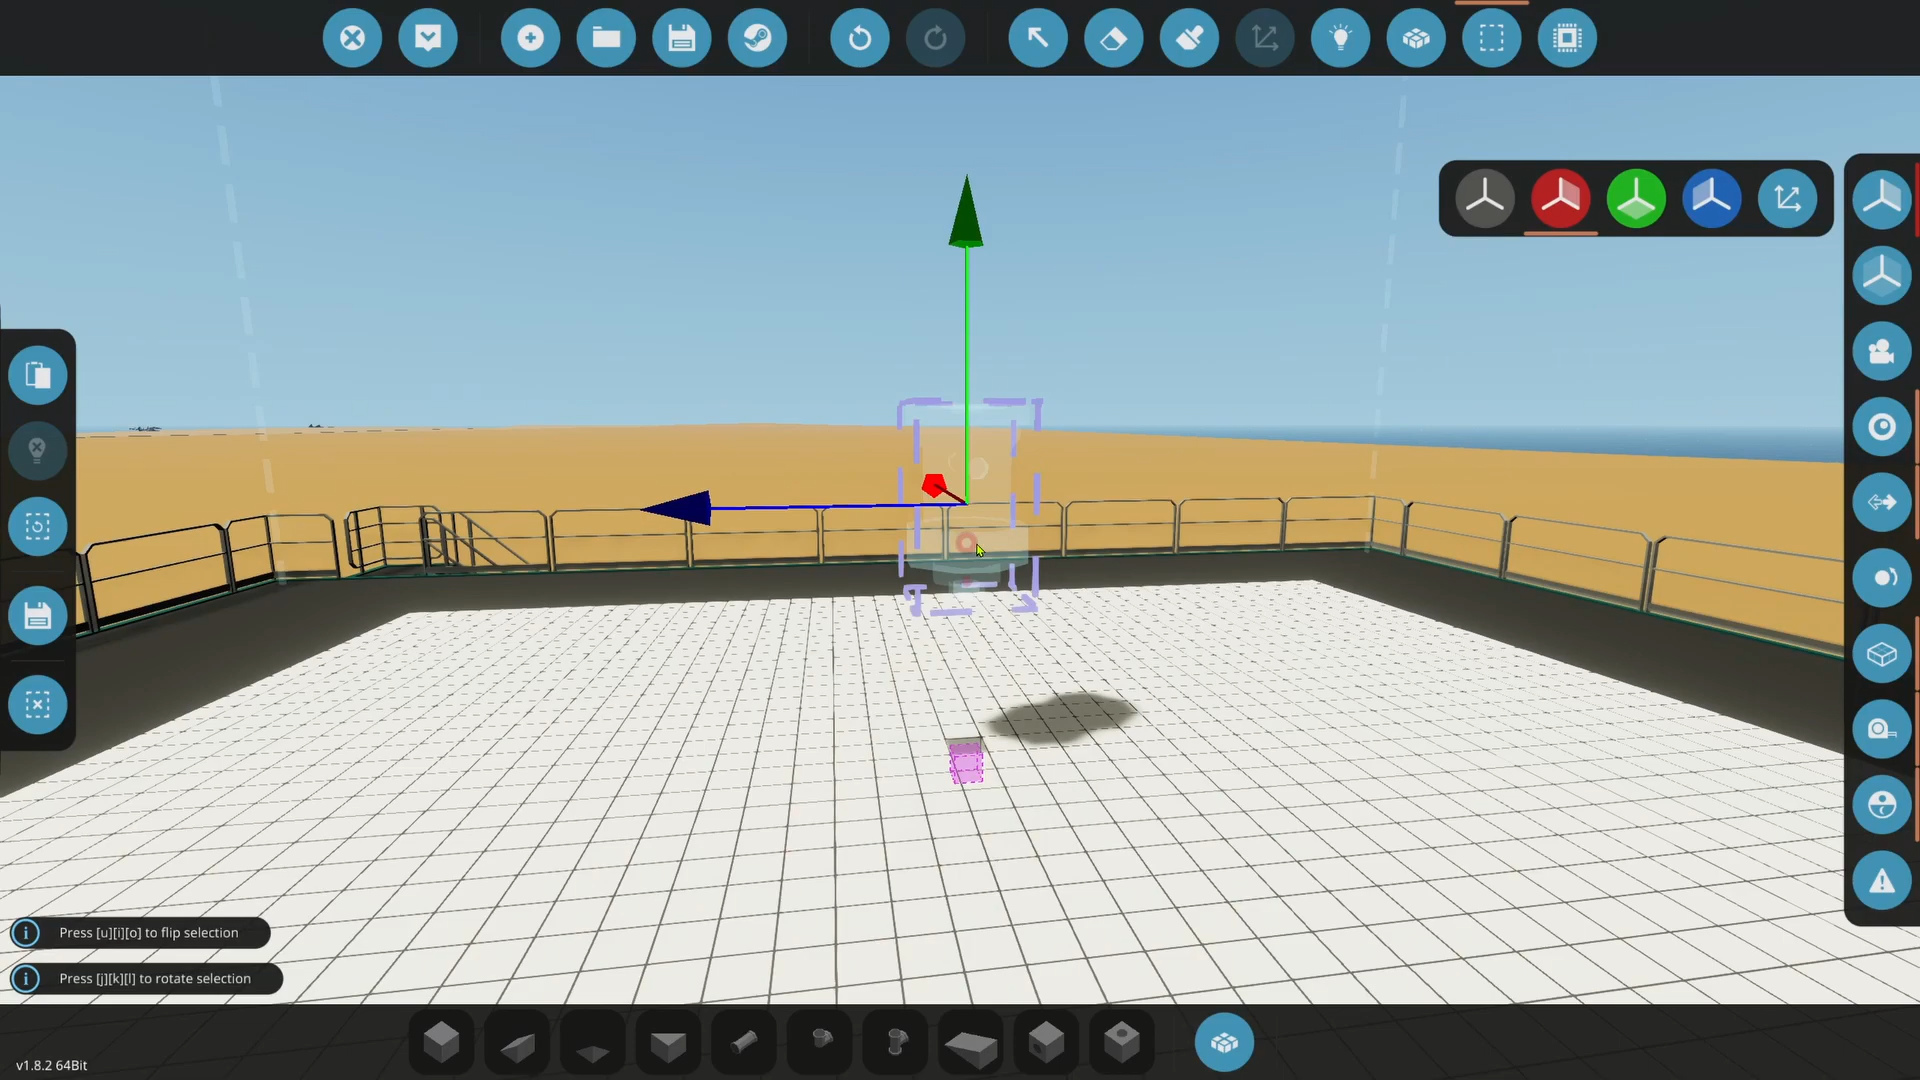 Press [u][i][o] to flip selection
Press [j][k][l] to rotate selection
v1.8.2 64Bit